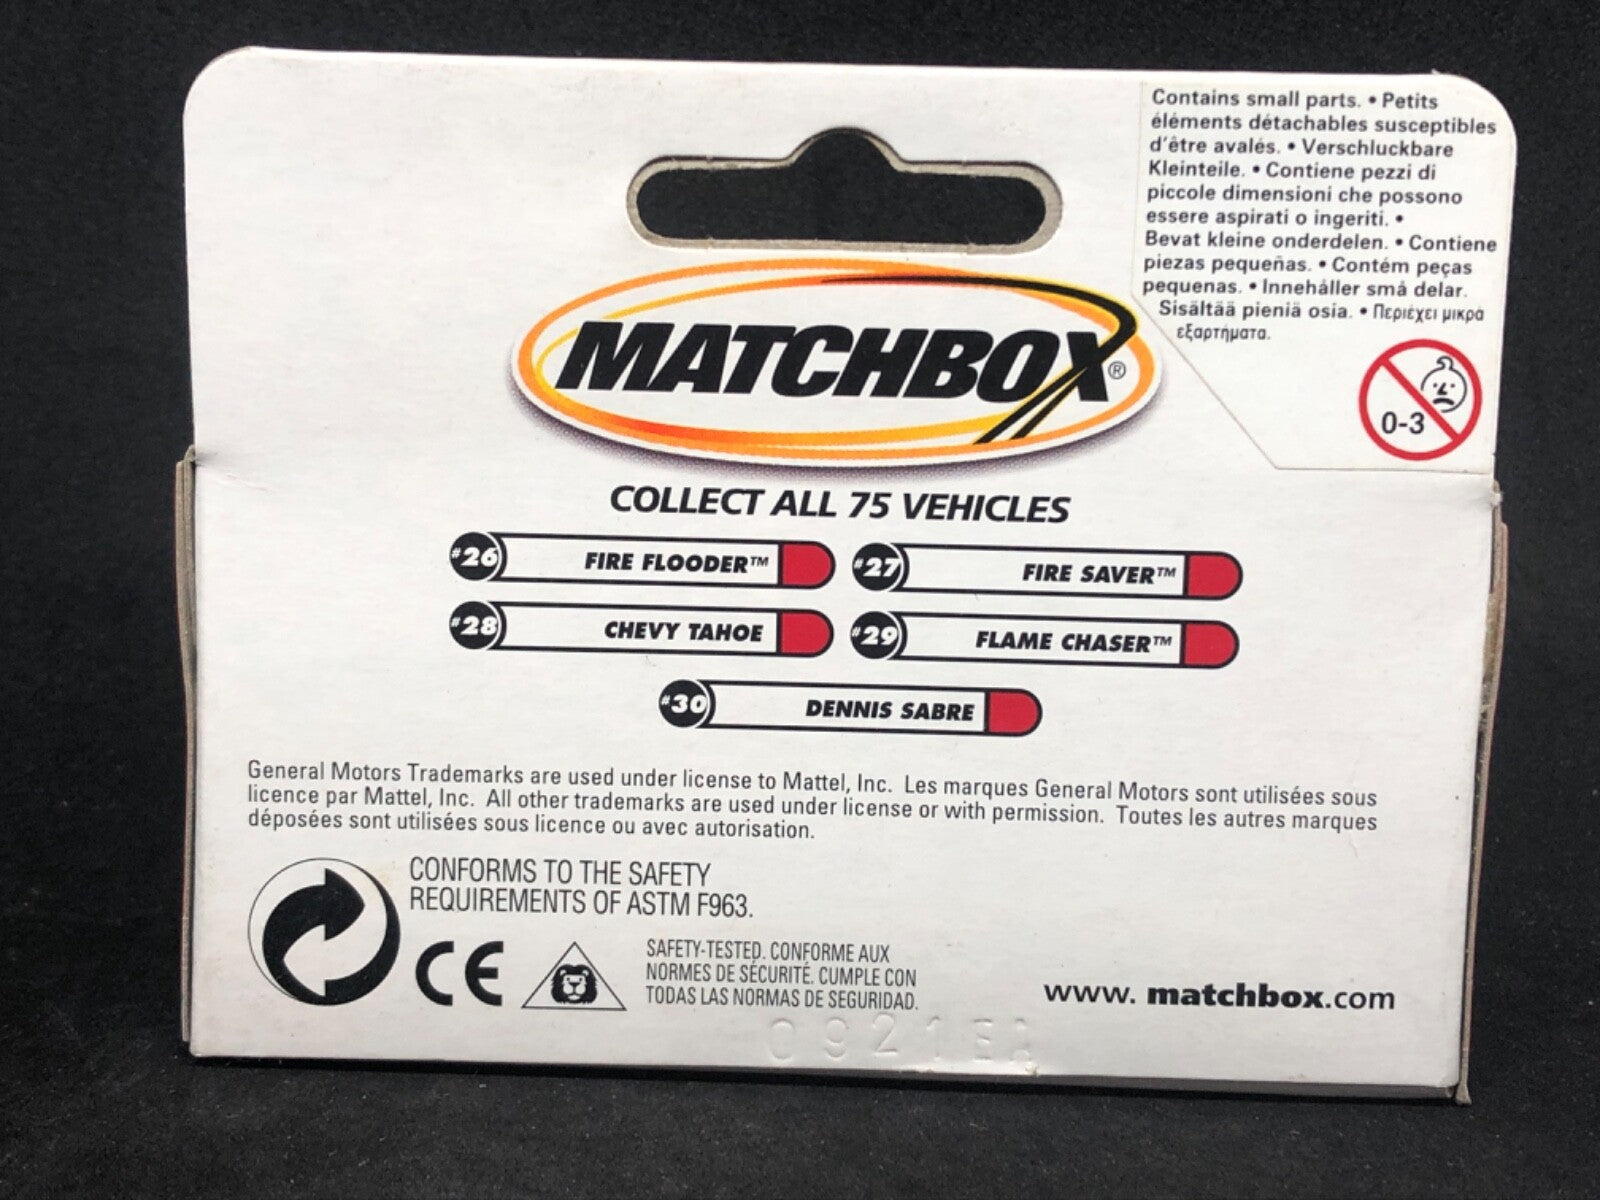 Contains small parts. • Petits
éléments détachables susceptibles
d'être avalés. • Verschluckbare
Kleinteile. • Contiene pezzi di
piccole dimensioni che possono
essere aspirati o ingeriti. •
Bevat kleine onderdelen. • Contiene
piezas pequeñas. • Contém peças
pequenas. • Innehåller små delar.
Sisältää pieniä osia. • Περιέχει μικρά
εξαρτήματα.
0-3
MATCHBOX®
COLLECT ALL 75 VEHICLES
#26 FIRE FLOODER™
#27 FIRE SAVER™
#28 CHEVY TAHOE
#29 FLAME CHASER™
#30 DENNIS SABRE
General Motors Trademarks are used under license to Mattel, Inc. Les marques General Motors sont utilisées sous
licence par Mattel, Inc. All other trademarks are used under license or with permission. Toutes les autres marques
déposées sont utilisées sous licence ou avec autorisation.
CONFORMS TO THE SAFETY
REQUIREMENTS OF ASTM F963.
CE
SAFETY-TESTED. CONFORME AUX
NORMES DE SÉCURITÉ. CUMPLE CON
TODAS LAS NORMAS DE SEGURIDAD.
www. matchbox.com
0921EA